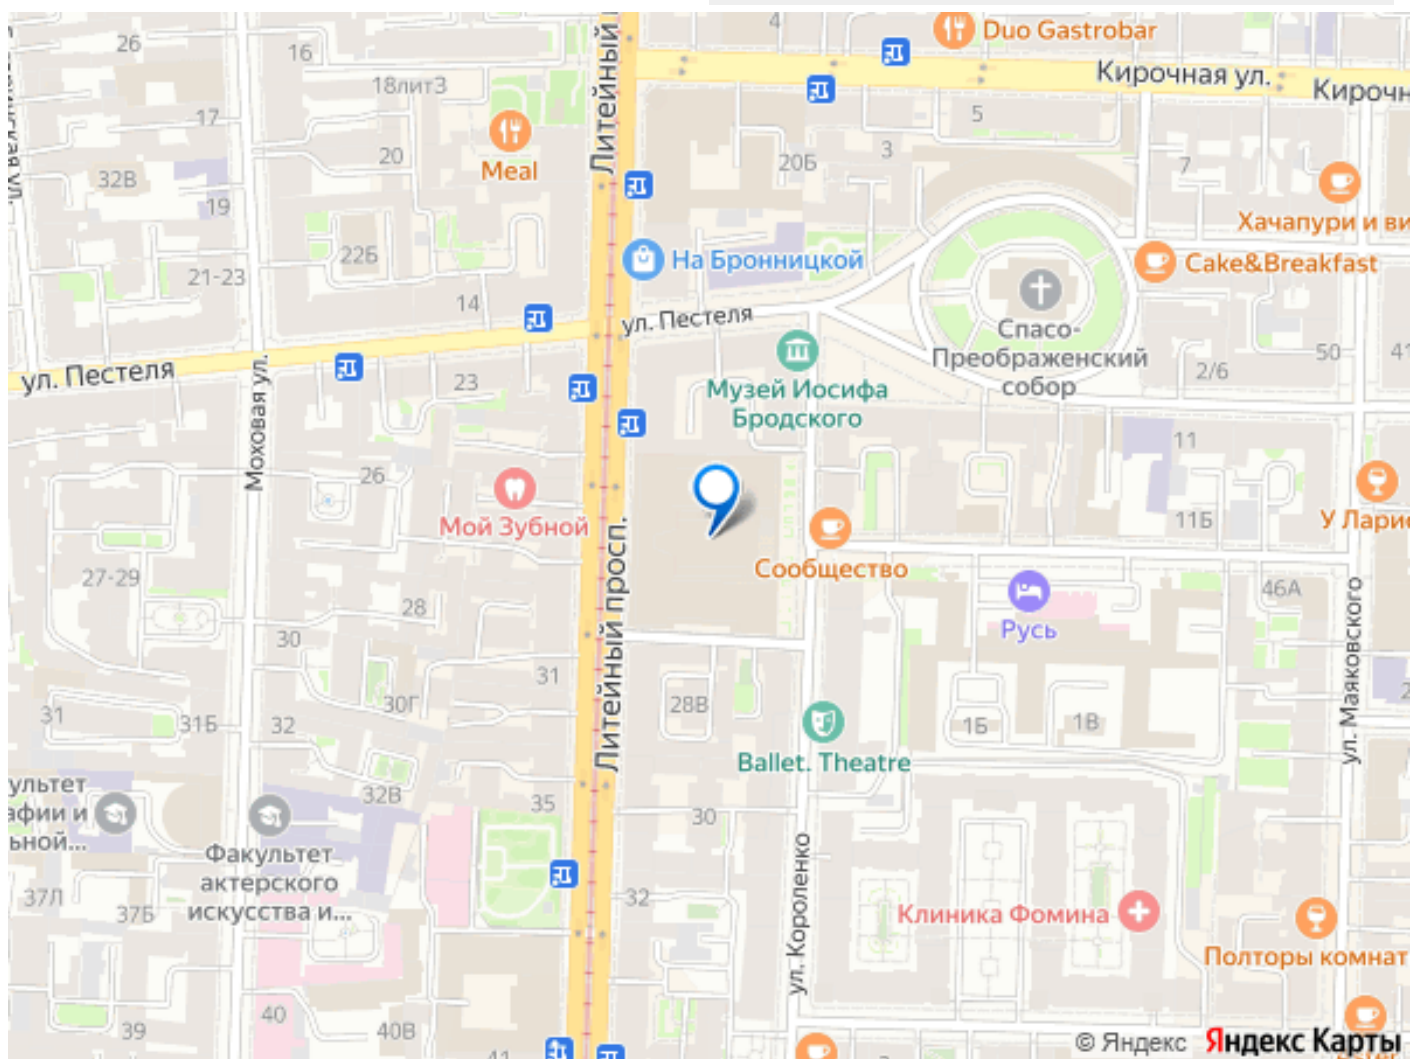 26
16
4
Duo Gastrobar
Кирочная ул.
Кирочн
18лит3
Литейный
17
20
Meal
5
3
20Б
7
32В
19
Хачапури и ви
22Б
21-23
На Бронницкой
Cake&Breakfast
14
ул. Пестеля
Спасо-
Преображенский
собор
50
41
2/6
ул. Пестеля
23
Музей Иосифа
Бродского
Моховая ул.
26
11
Мой Зубной
11Б
У Ларис
Литейный просп.
Сообщество
27-29
28
46А
30
Русь
ул. Маяковского
31
28В
30Г
31
31Б
32
1Б
1В
2
Ballet. Theatre
ультет
афии и
ьной...
32В
35
30
Факультет
актерского
искусства и...
ул. Короленко
37Л
37Б
32
Клиника Фомина
Полторы комнат
39
40
40В
41
© Яндекс Яндекс Карты